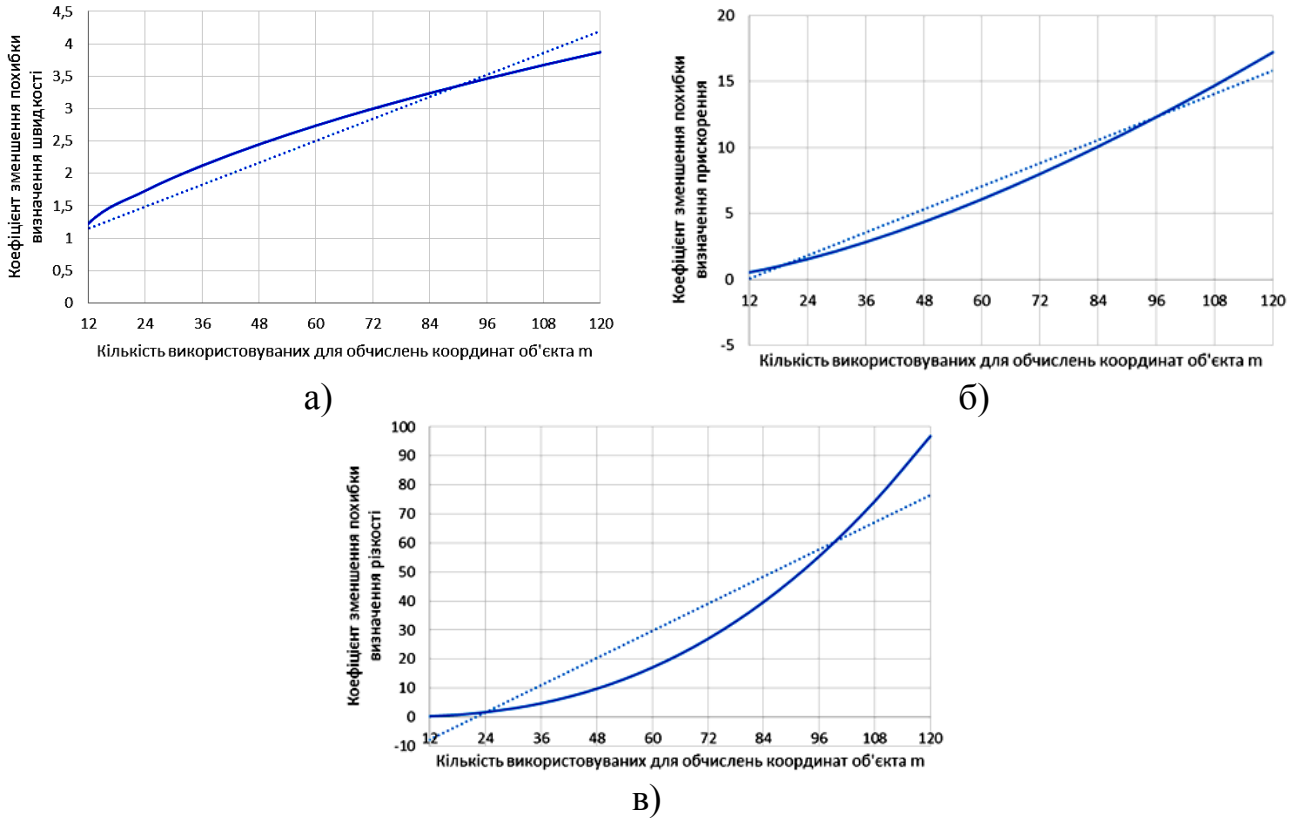 Коефіцієнт зменшення похибки
визначення швидкості
4,5
4
3,5
3
2,5
2
1,5
1
0,5
0
12 24 36 48 60 72 84 96 108 120
Кількість використовуваних для обчислень координат об'єкта m
а)
Коефіцієнт зменшення похибки
визначення прискорення
20
15
10
5
0
-5
12 24 36 48 60 72 84 96 108 120
Кількість використовуваних для обчислень координат об'єкта m
б)
Коефіцієнт зменшення похибки
визначення різкості
100
90
80
70
60
50
40
30
20
10
0
-10
12 24 36 48 60 72 84 96 108 120
Кількість використовуваних для обчислень координат об'єкта m
в)